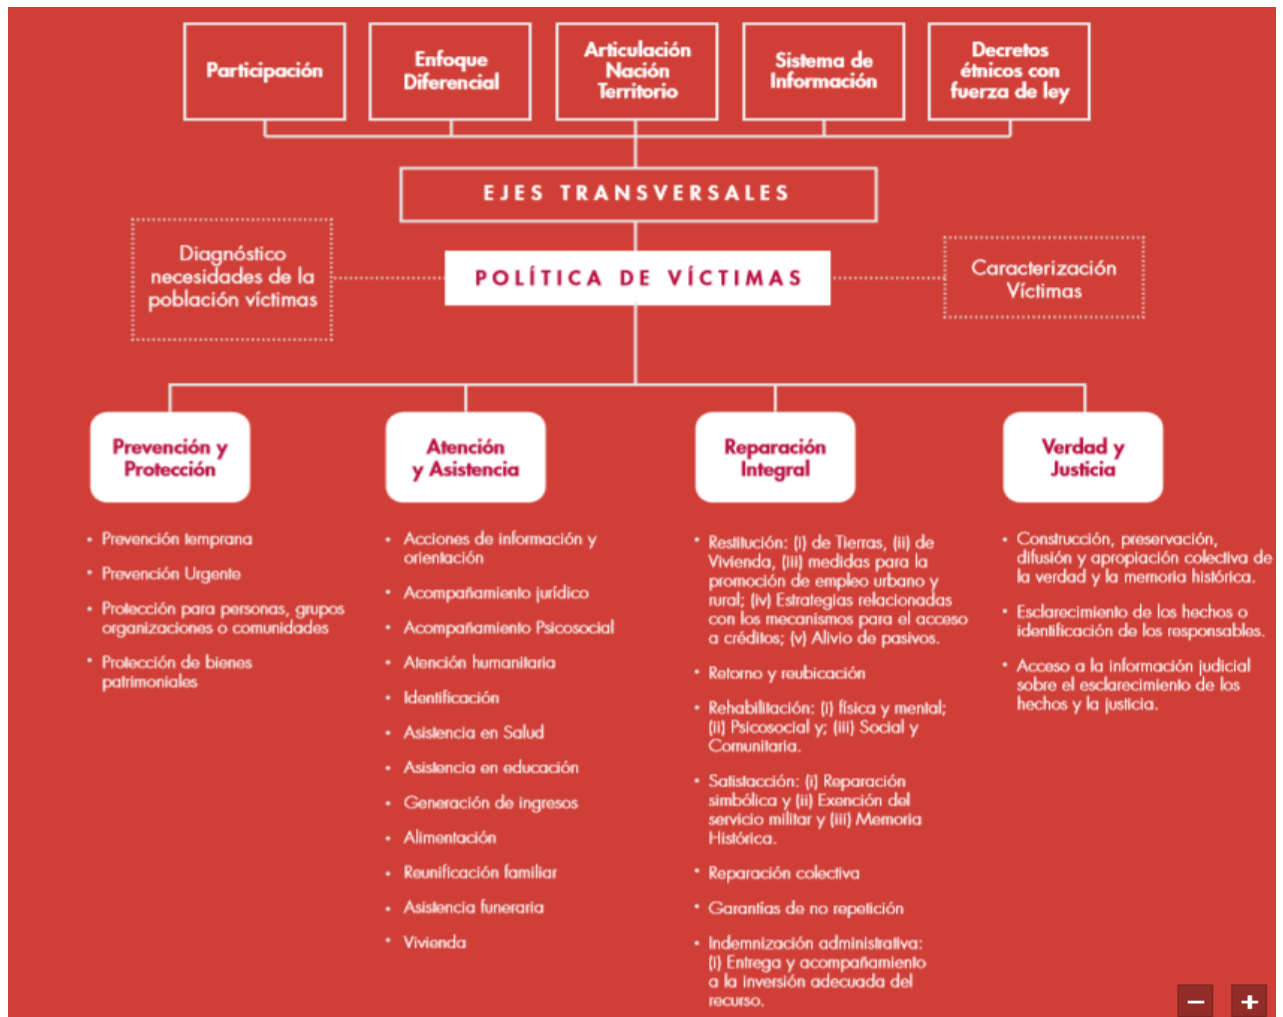 Participación
Enfoque
Diferencial
Articulación
Nación
Territorio
Sistema de
Información
Decretos
étnicos con
fuerza de ley
EJES TRANSVERSALES
Diagnóstico
necesidades de la
población víctimas
POLÍTICA DE VÍCTIMAS
Caracterización
Víctimas
Prevención y
Protección
• Prevención temprana
• Prevención Urgente
• Protección para personas, grupos
organizaciones o comunidades
• Protección de bienes
patrimoniales
Atención
y Asistencia
• Acciones de información y
orientación
• Acompañamiento jurídico
• Acompañamiento Psicosocial
• Atención humanitaria
• Identificación
• Asistencia en Salud
• Asistencia en educación
• Generación de ingresos
• Alimentación
• Reunificación familiar
• Asistencia funeraria
• Vivienda
Reparación
Integral
• Restitución: (i) de Tierras, (ii) de
Vivienda, (iii) medidas para la
promoción de empleo urbano y
rural; (iv) Estrategias relacionadas
con los mecanismos para el acceso
a créditos; (v) Alivio de pasivos.
• Retorno y reubicación
• Rehabilitación: (i) física y mental;
(ii) Psicosocial y; (iii) Social y
Comunitaria.
• Satisfacción: (i) Reparación
simbólica y (ii) Exención del
servicio militar y (iii) Memoria
Histórica.
• Reparación colectiva
• Garantías de no repetición
• Indemnización administrativa:
(i) Entrega y acompañamiento
a la inversión adecuada del
recurso.
Verdad y
Justicia
• Construcción, preservación,
difusión y apropiación colectiva de
la verdad y la memoria histórica.
• Esclarecimiento de los hechos o
identificación de los responsables.
• Acceso a la información judicial
sobre el esclarecimiento de los
hechos y la justicia.